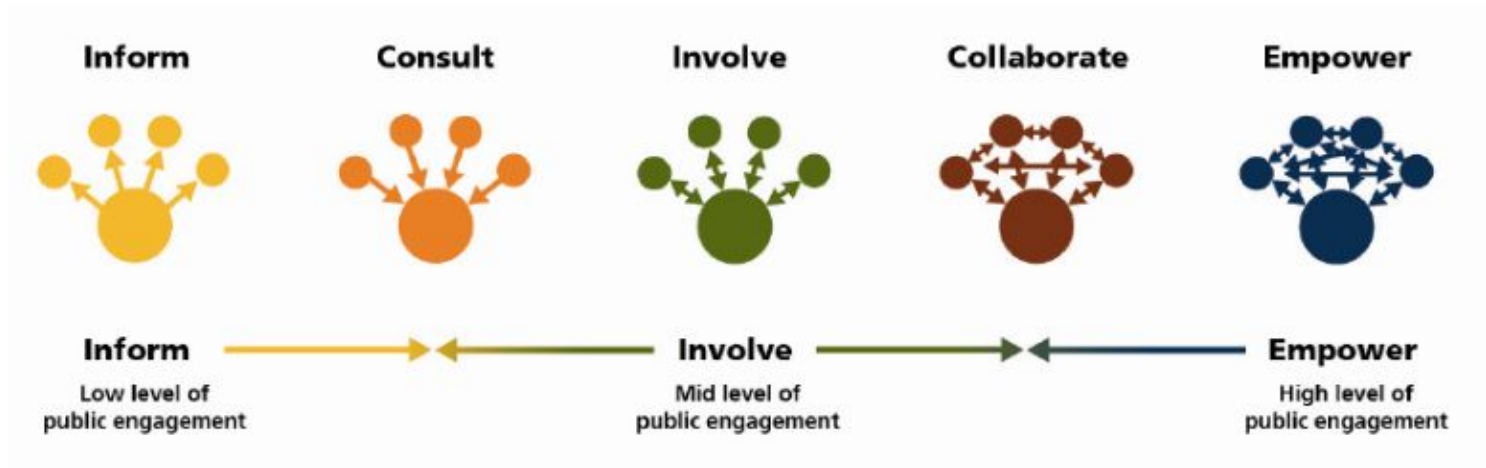 Inform Consult Involve Collaborate Empower
Inform Involve Empower
Low level of Mid level of High level of
public engagement public engagement public engagement